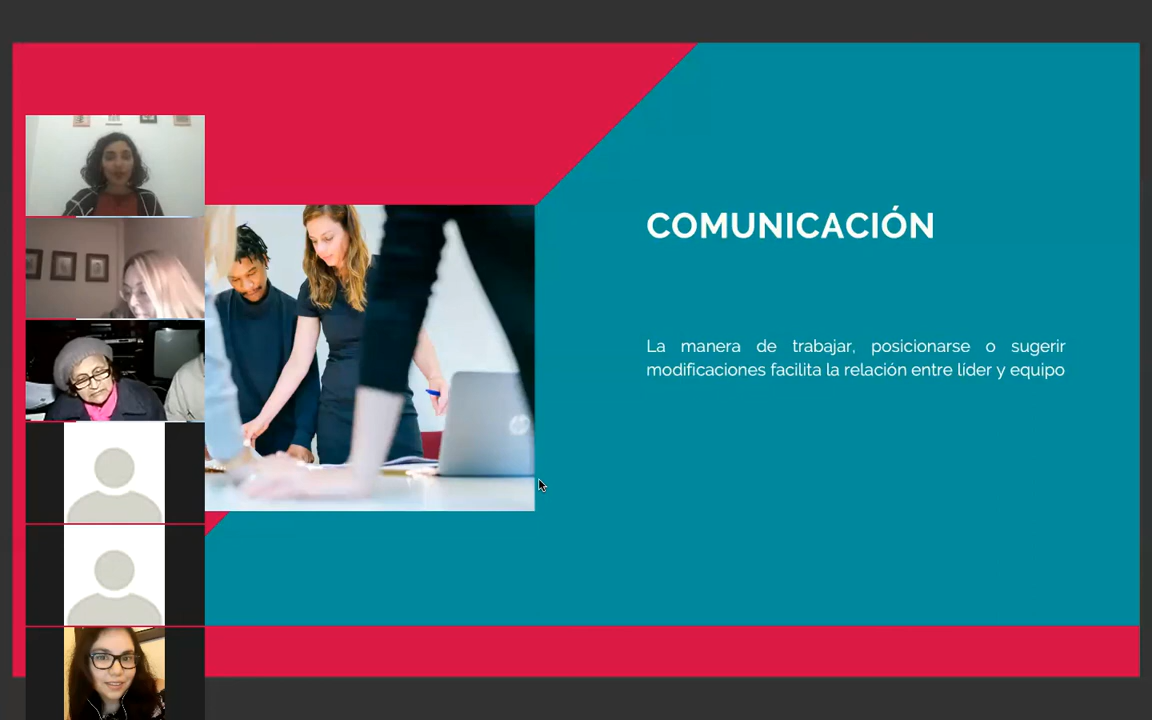 COMUNICACIÓN
La manera de trabajar, posicionarse o sugerir
modificaciones facilita la relación entre líder y equipo